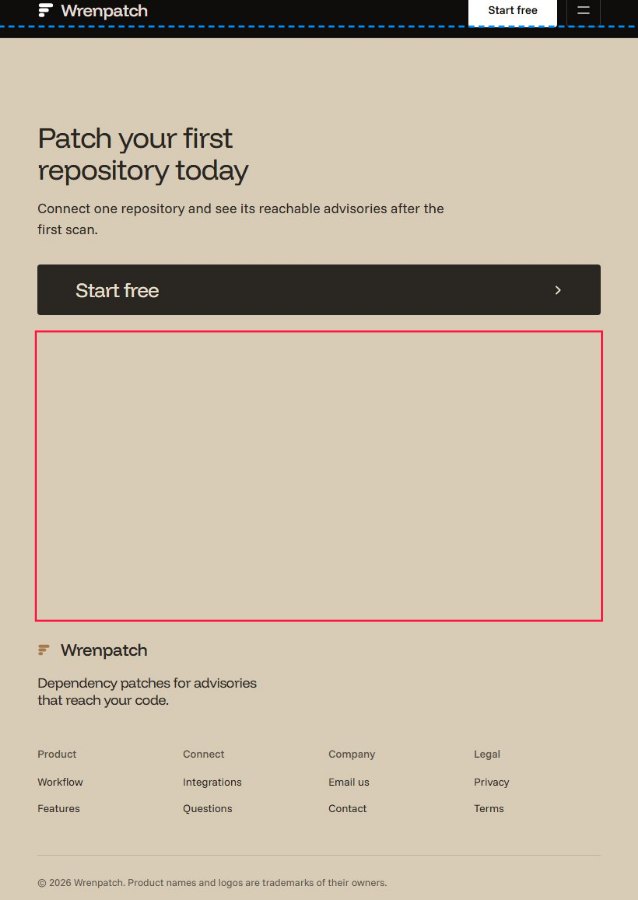 Wrenpatch
Start free
Patch your first
repository today
Connect one repository and see its reachable advisories after the
first scan.
Start free
Wrenpatch
Dependency patches for advisories
that reach your code.
Product Connect Company Legal
Workflow Integrations Email us Privacy
Features Questions Contact Terms
© 2026 Wrenpatch. Product names and logos are trademarks of their owners.